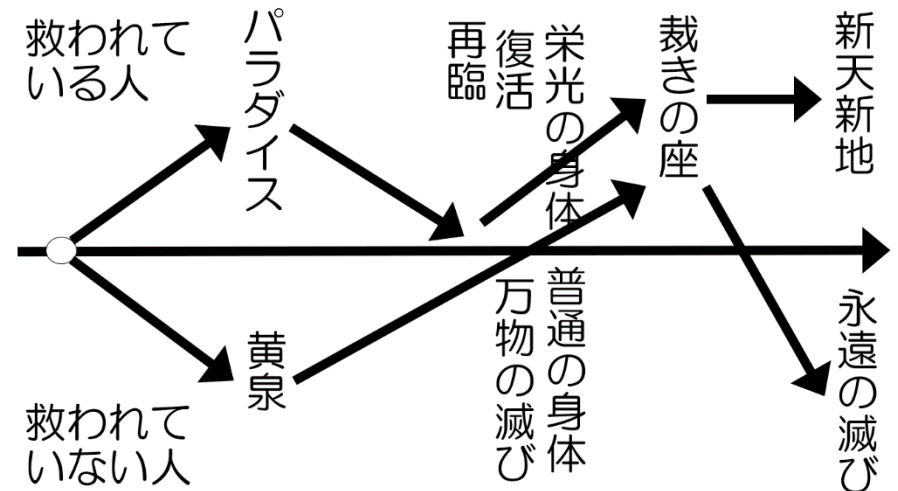 救われて
いる人
パラダイス
再臨
復活
栄光の身体
裁きの座
新天新地
救われて
いない人
黄泉
万物の滅び
普通の身体
永遠の滅び